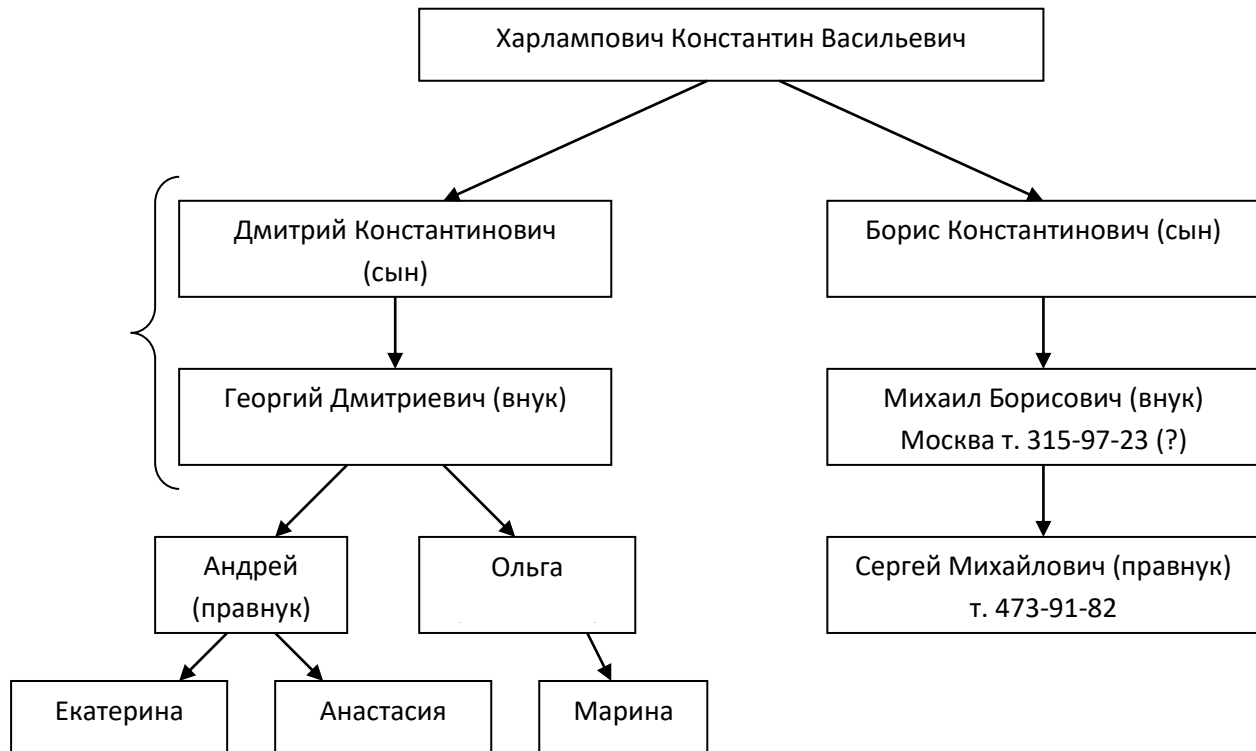 Харлампович Константин Васильевич
Дмитрий Константинович
(сын)
Борис Константинович (сын)
Георгий Дмитриевич (внук)
Михаил Борисович (внук)
Москва т. 315-97-23 (?)
Андрей
(правнук)
Ольга
Сергей Михайлович (правнук)
т. 473-91-82
Екатерина
Анастасия
Марина